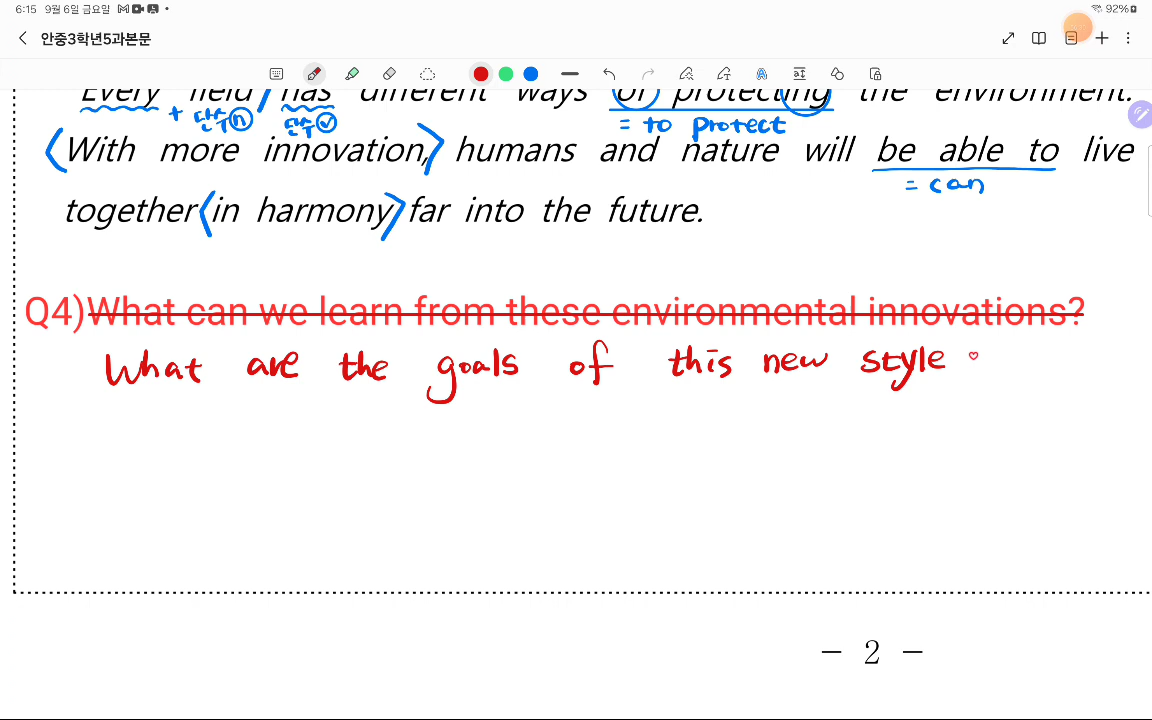 6:15 9월 6일 금요일 92%
안중3학년5과본문
Every field has different ways of protecting the environment.
+ 단수ⓝ 단수ⓥ = to protect
With more innovation, humans and nature will be able to live
= can
together in harmony far into the future.
Q4)What can we learn from these environmental innovations?
What are the goals of this new style
- 2 -